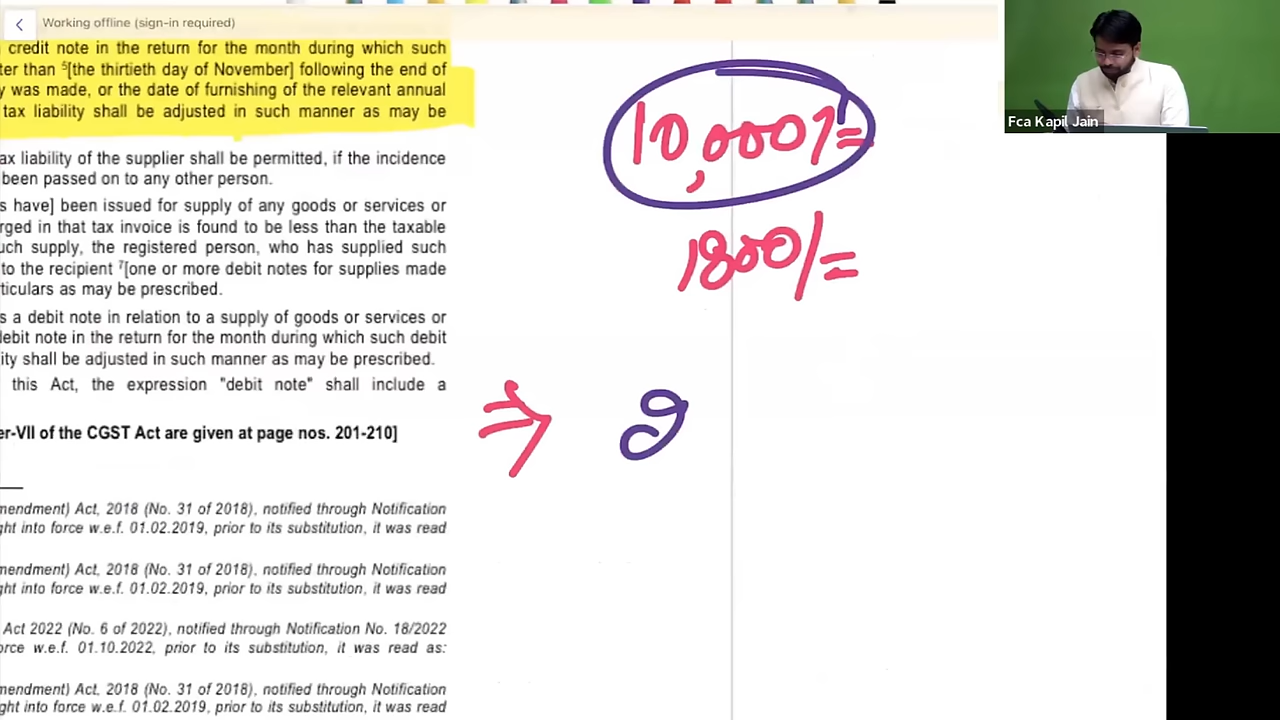 Working offline (sign-in required)
credit note in the return for the month during which such
ter than ⁵[the thirtieth day of November] following the end of
y was made, or the date of furnishing of the relevant annual
tax liability shall be adjusted in such manner as may be
ax liability of the supplier shall be permitted, if the incidence
been passed on to any other person.
s have] been issued for supply of any goods or services or
rged in that tax invoice is found to be less than the taxable
uch supply, the registered person, who has supplied such
to the recipient ⁷[one or more debit notes for supplies made
ticulars as may be prescribed.
s a debit note in relation to a supply of goods or services or
debit note in the return for the month during which such debit
ity shall be adjusted in such manner as may be prescribed.
this Act, the expression "debit note" shall include a
er-VII of the CGST Act are given at page nos. 201-210]
mendment) Act, 2018 (No. 31 of 2018), notified through Notification
ght into force w.e.f. 01.02.2019, prior to its substitution, it was read
mendment) Act, 2018 (No. 31 of 2018), notified through Notification
ght into force w.e.f. 01.02.2019, prior to its substitution, it was read
Act 2022 (No. 6 of 2022), notified through Notification No. 18/2022
orce w.e.f. 01.10.2022, prior to its substitution, it was read as:
mendment) Act, 2018 (No. 31 of 2018), notified through Notification
ght into force w.e.f. 01.02.2019, prior to its substitution, it was read
10,000/=
1800/=
⇒
Fca Kapil Jain